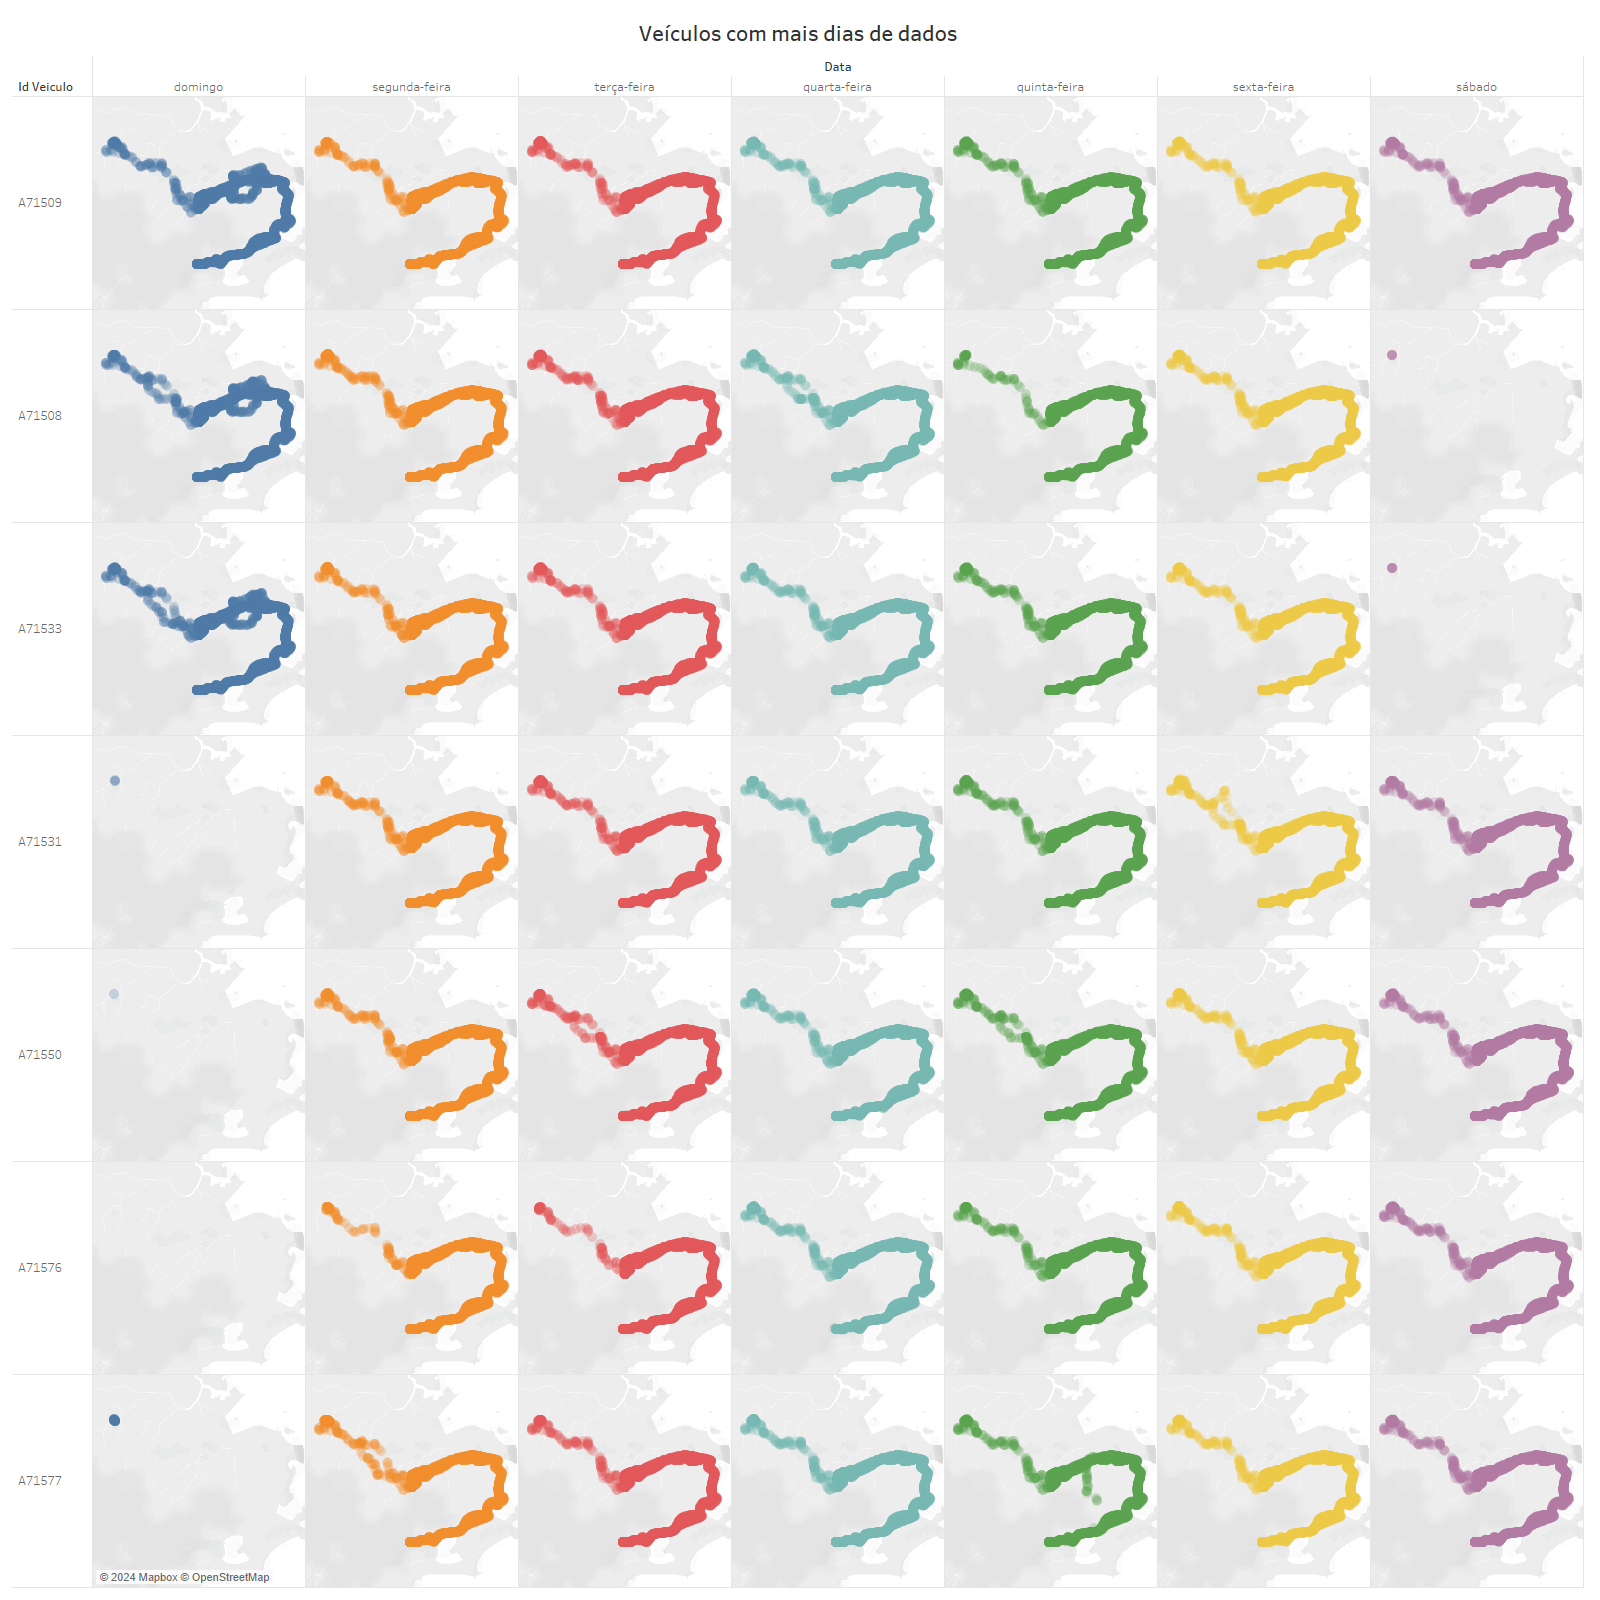 Veículos com mais dias de dados
Data
Id Veiculo domingo segunda-feira terça-feira quarta-feira quinta-feira sexta-feira sábado
A71509
A71508
A71533
A71531
A71550
A71576
A71577
© 2024 Mapbox © OpenStreetMap